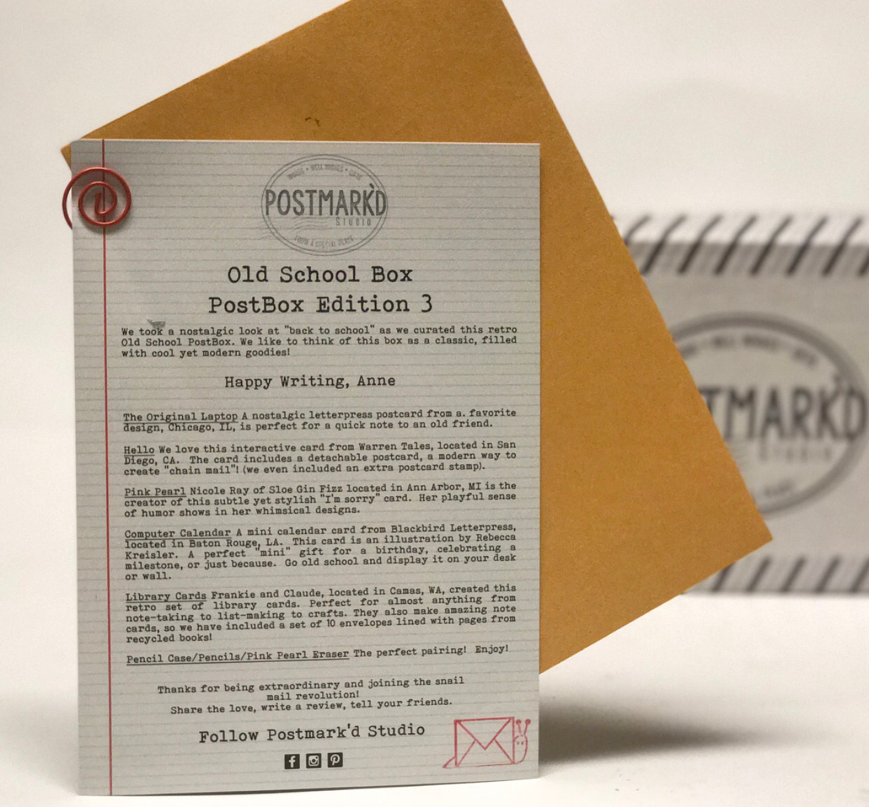 WORDS • WELL WISHES • GIVE
POSTMARK'D
STUDIO
FROM A SPECIAL PLACE
Old School Box
PostBox Edition 3
We took a nostalgic look at "back to school" as we curated this retro
Old School PostBox. We like to think of this box as a classic, filled
with cool yet modern goodies!
Happy Writing, Anne
The Original Laptop A nostalgic letterpress postcard from a. favorite
design, Chicago, IL, is perfect for a quick note to an old friend.
Hello We love this interactive card from Warren Tales, located in San
Diego, CA. The card includes a detachable postcard, a modern way to
create "chain mail"! (we even included an extra postcard stamp).
Pink Pearl Nicole Ray of Sloe Gin Fizz located in Ann Arbor, MI is the
creator of this subtle yet stylish "I'm sorry" card. Her playful sense
of humor shows in her whimsical designs.
Computer Calendar A mini calendar card from Blackbird Letterpress,
located in Baton Rouge, LA. This card is an illustration by Rebecca
Kreisler. A perfect "mini" gift for a birthday, celebrating a
milestone, or just because. Go old school and display it on your desk
or wall.
Library Cards Frankie and Claude, located in Camas, WA, created this
retro set of library cards. Perfect for almost anything from
note-taking to list-making to crafts. They also make amazing note
cards, so we have included a set of 10 envelopes lined with pages from
recycled books!
Pencil Case/Pencils/Pink Pearl Eraser The perfect pairing! Enjoy!
Thanks for being extraordinary and joining the snail
mail revolution!
Share the love, write a review, tell your friends.
Follow Postmark'd Studio
TMARK'D
STUDIO